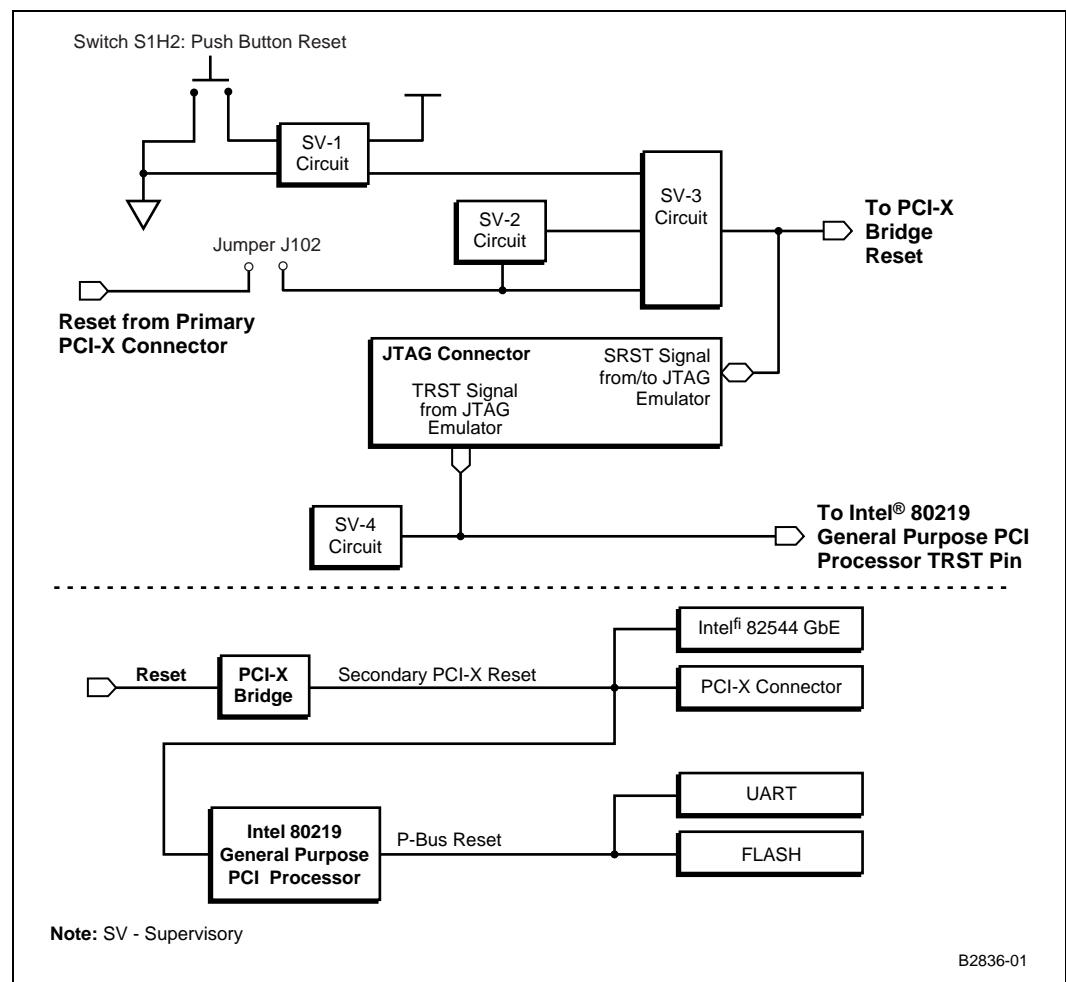 Switch S1H2: Push Button Reset
SV-1
Circuit
SV-2
Circuit
SV-3
Circuit
To PCI-X
Bridge
Reset
Jumper J102
Reset from Primary
PCI-X Connector
JTAG Connector
TRST Signal
from JTAG
Emulator
SRST Signal
from/to JTAG
Emulator
SV-4
Circuit
To Intel® 80219
General Purpose PCI
Processor TRST Pin
Reset
PCI-X
Bridge
Secondary PCI-X Reset
Intelfi 82544 GbE
PCI-X Connector
Intel 80219
General Purpose
PCI Processor
P-Bus Reset
UART
FLASH
Note: SV - Supervisory
B2836-01